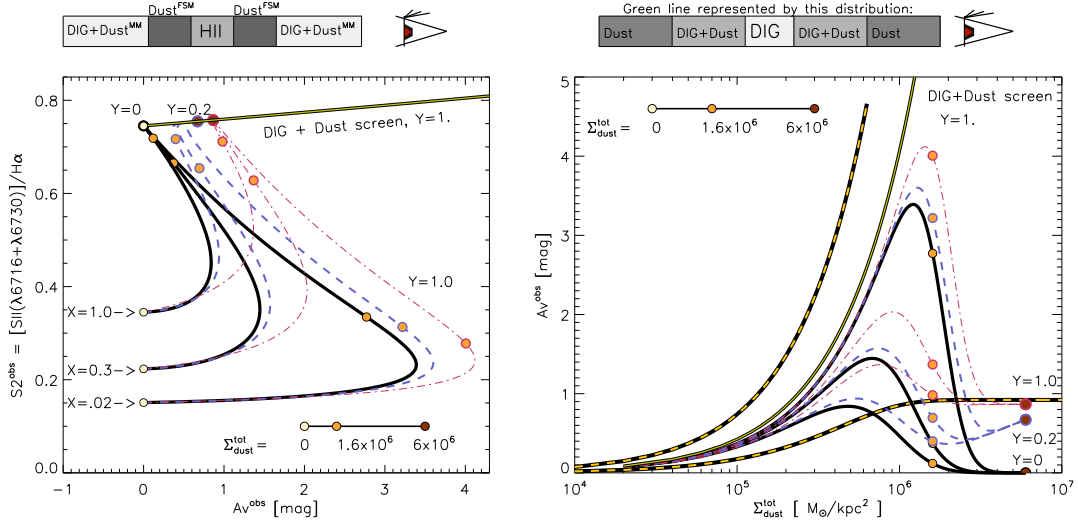 Dust^FSM Dust^FSM
DIG+Dust^MM HII DIG+Dust^MM
Green line represented by this distribution:
Dust DIG+Dust DIG DIG+Dust Dust
S2^obs = [SII(λ6716+λ6730)]/Hα
0.8
0.6
0.4
0.2
0.0
Y=0 Y=0.2
DIG + Dust screen, Y=1.
Y=1.0
X=1.0->
X=0.3->
X=.02->
Σ^tot_dust= 0 1.6x10^6 6x10^6
-1 0 1 2 3 4
Av^obs [mag]
Av^obs [mag]
5
4
3
2
1
0
Σ^tot_dust= 0 1.6x10^6 6x10^6
DIG+Dust screen
Y=1.
Y=1.0
Y=0.2
Y=0
10^4 10^5 10^6 10^7
Σ^tot_dust [ M⊙/kpc^2 ]